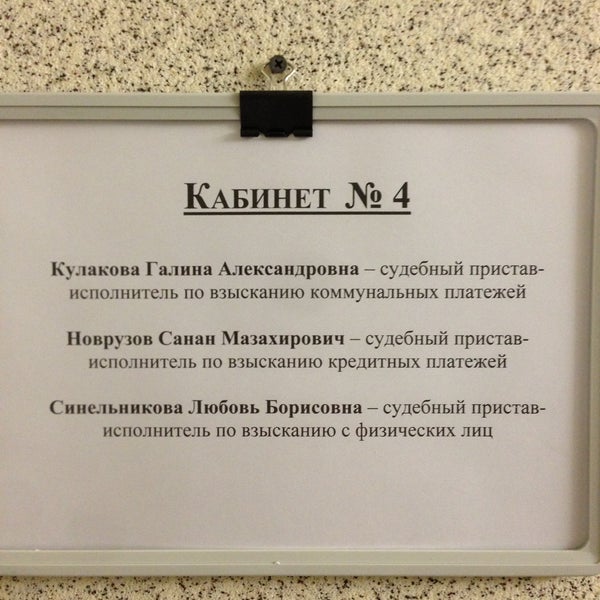 Кабинет № 4
Кулакова Галина Александровна – судебный пристав-
исполнитель по взысканию коммунальных платежей
Новрузов Санан Мазахирович – судебный пристав-
исполнитель по взысканию кредитных платежей
Синельникова Любовь Борисовна – судебный пристав-
исполнитель по взысканию с физических лиц